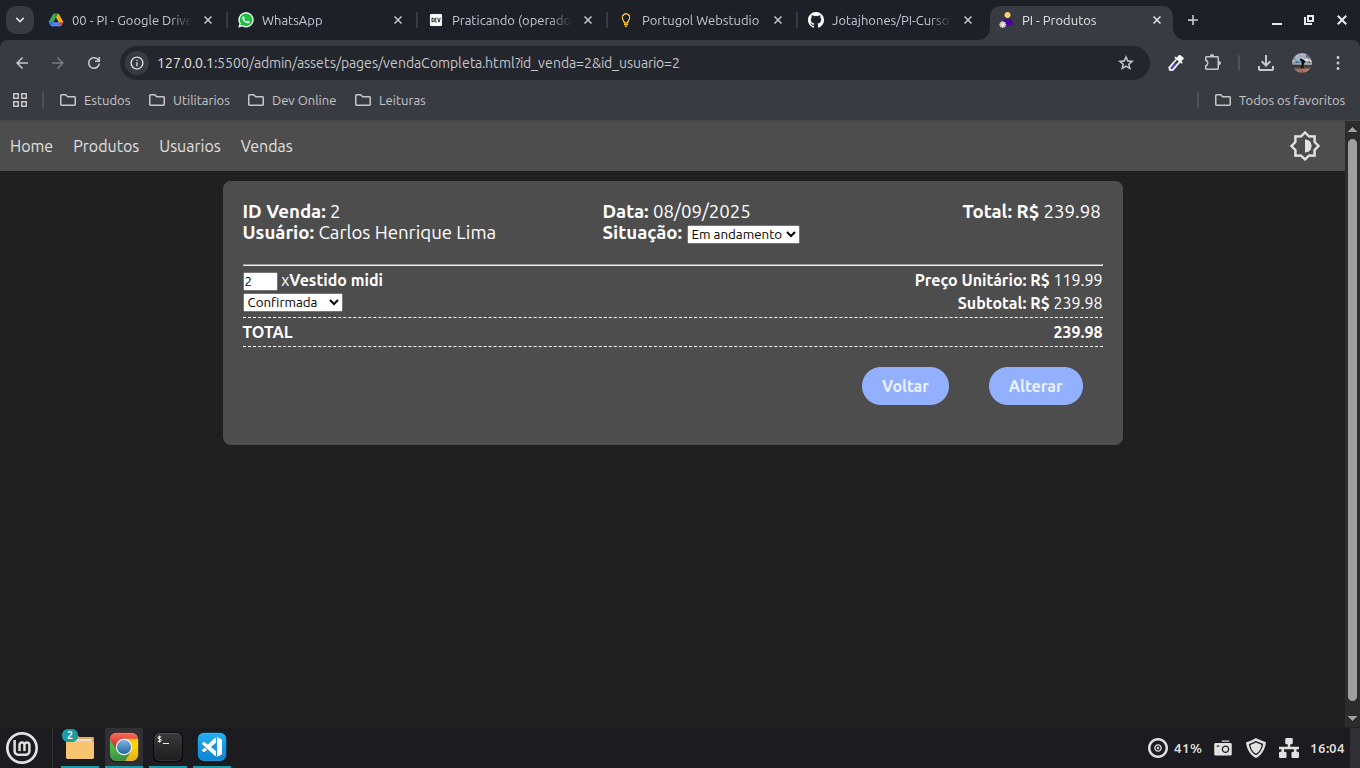 00 - PI - Google Drive
WhatsApp
Praticando (operado
Portugol Webstudio
Jotajhones/PI-Curso
PI - Produtos
127.0.0.1:5500/admin/assets/pages/vendaCompleta.html?id_venda=2&id_usuario=2
Estudos
Utilitarios
Dev Online
Leituras
Todos os favoritos
Home
Produtos
Usuarios
Vendas
ID Venda: 2
Data: 08/09/2025
Total: R$ 239.98
Usuário: Carlos Henrique Lima
Situação: Em andamento
2 xVestido midi
Preço Unitário: R$ 119.99
Confirmada
Subtotal: R$ 239.98
TOTAL
239.98
Voltar
Alterar
2
41%
16:04